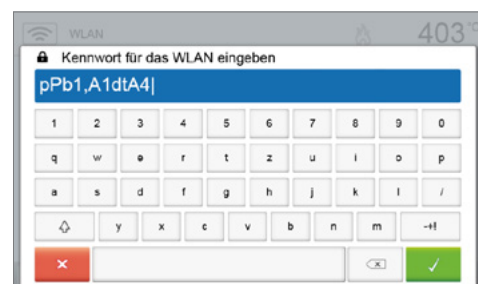 WLAN 403°C
Kennwort für das WLAN eingeben
pPb1,A1dtA4
1 2 3 4 5 6 7 8 9 0
q w e r t z u i o p
a s d f g h j k l /
y x c v b n m -+!